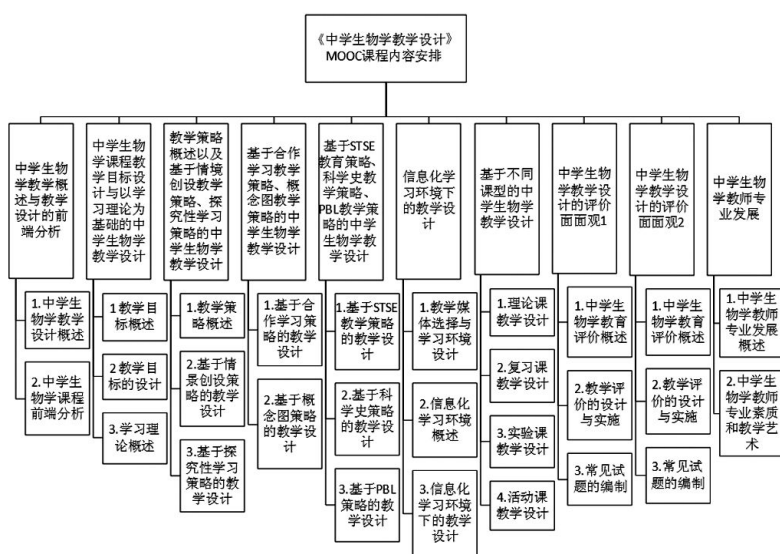 《中学生物学教学设计》
MOOC课程内容安排
中学生物
学教学概
述与教学
设计的前
端分析
1.中学生
物学教学
设计概述
2.中学生
物学课程
前端分析
中学生物
学课程教
学目标设
计与以学
习理论为
基础的中
学生物学
教学设计
1教学目
标概述
2教学目
标的设计
3.学习理
论概述
教学策略
概述以及
基于情境
创设教学
策略、探
究性学习
策略的中
学生物学
教学设计
1.教学策
略概述
2.基于情
景创设策
略的教学
设计
3.基于探
究性学习
策略的教
学设计
基于合作
学习教学
策略、概
念图教学
策略的中
学生物学
教学设计
1.基于合
作学习策
略的教学
设计
2.基于概
念图策略
的教学设
计
基于STSE
教育策略、
科学史教
学策略、
PBL教学策
略的中学
生物学教
学设计
1.基于STSE
教学策略
的教学设
计
2.基于科
学史策略
的教学设
计
3.基于PBL
策略的教
学设计
信息化学
习环境下
的教学设
计
1.教学媒
体选择与
学习环境
设计
2.信息化
学习环境
概述
3.信息化
学习环境
下的教学
设计
基于不同
课型的中
学生物学
教学设计
1.理论课
教学设计
2.复习课
教学设计
3.实验课
教学设计
4.活动课
教学设计
中学生物
学教学设
计的评价
面面观1
1.中学生
物学教育
评价概述
2.教学评
价的设计
与实施
3.常见试
题的编制
中学生物
学教学设
计的评价
面面观2
1.中学生
物学教育
评价概述
2.教学评
价的设计
与实施
3.常见试
题的编制
中学生物
学教师专
业发展
1.中学生
物学教师
专业发展
概述
2.中学生
物学教师
专业素质
和教学艺
术